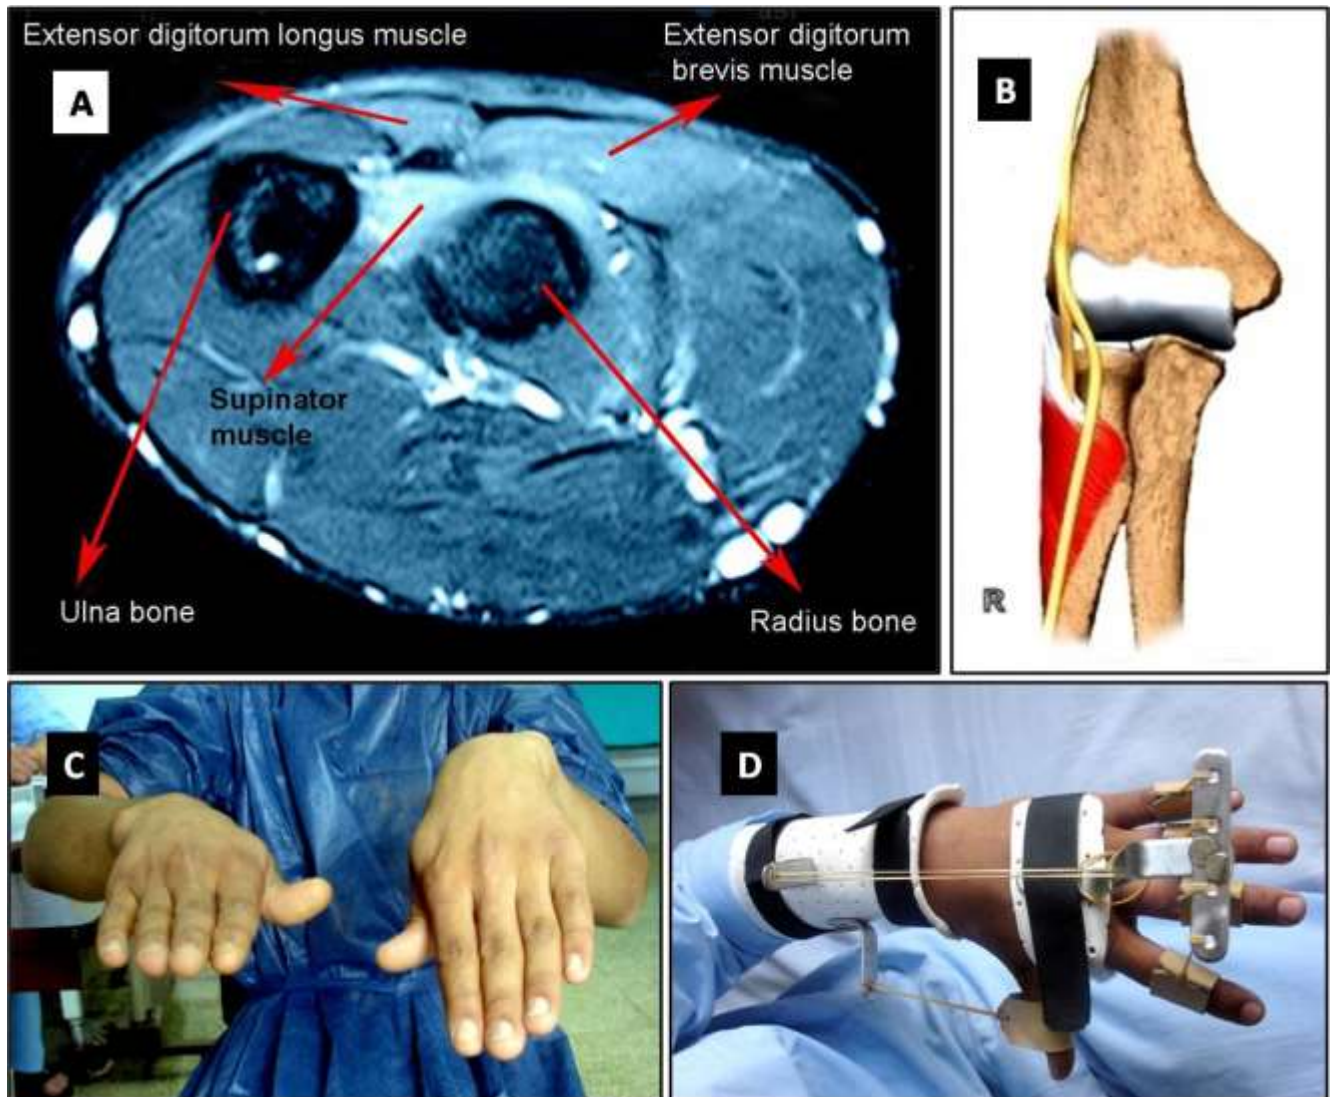 Extensor digitorum longus muscle
Extensor digitorum
brevis muscle
A
B
Supinator
muscle
Ulna bone
Radius bone
R
C
D